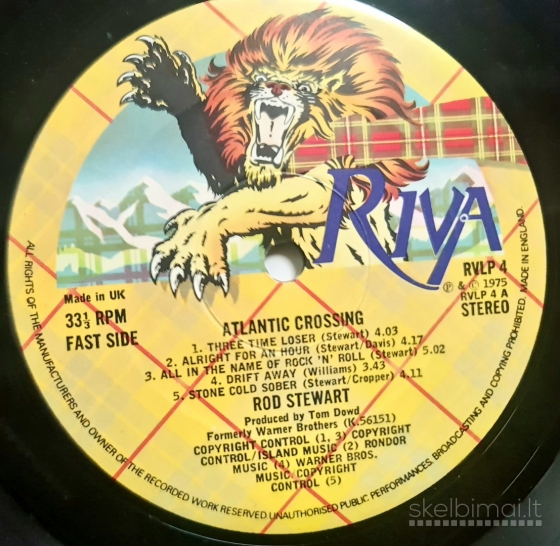 RIVA
Made in UK
33⅓ RPM
FAST SIDE
RVLP 4
℗ & © 1975
RVLP 4 A
STEREO
ATLANTIC CROSSING
1. THREE TIME LOSER (Stewart) 4.03
2. ALRIGHT FOR AN HOUR (Stewart/Davis) 4.17
3. ALL IN THE NAME OF ROCK 'N' ROLL (Stewart) 5.02
4. DRIFT AWAY (Williams) 3.43
5. STONE COLD SOBER (Stewart/Cropper) 4.11
ROD STEWART
Produced by Tom Dowd
Formerly Warner Brothers (K.56151)
COPYRIGHT CONTROL (1, 3) COPYRIGHT
CONTROL/ISLAND MUSIC (2) RONDOR
MUSIC (4) WARNER BROS.
MUSIC COPYRIGHT
CONTROL (5)
ALL RIGHTS OF THE MANUFACTURERS AND OWNER OF THE RECORDED WORK RESERVED. UNAUTHORISED PUBLIC PERFORMANCES, BROADCASTING AND COPYING PROHIBITED. MADE IN ENGLAND.
skelbimai.lt